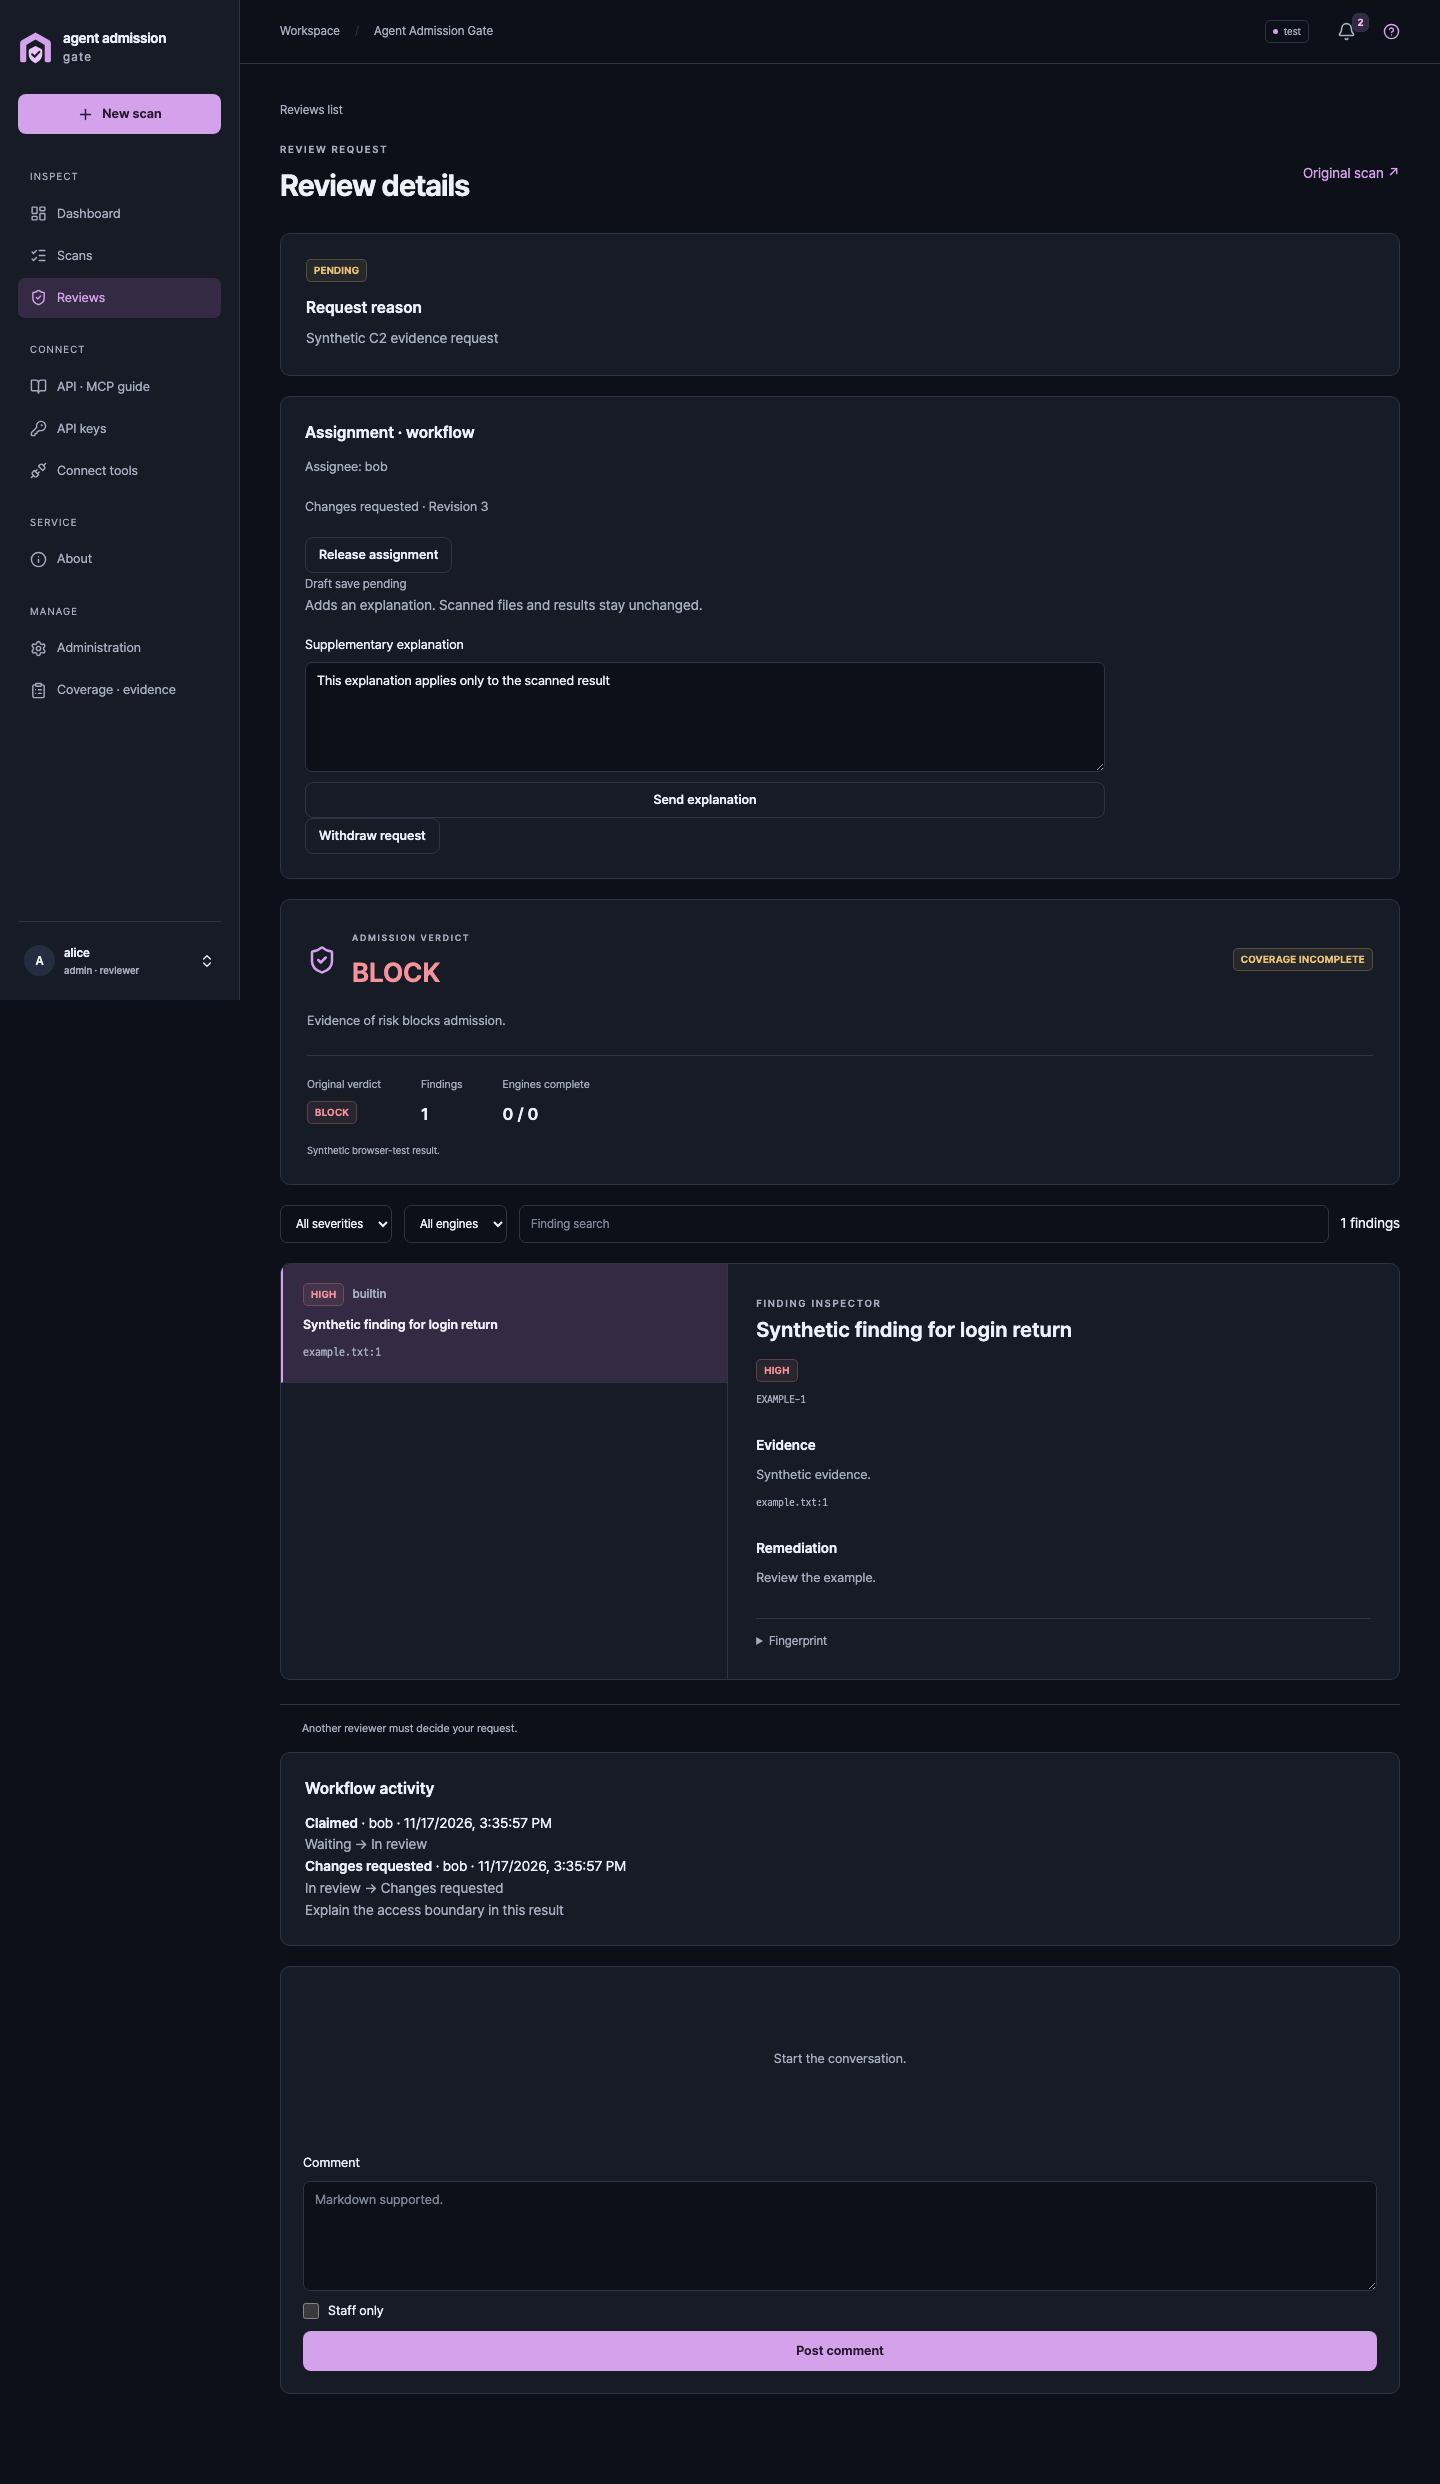 agent admission
gate
New scan
INSPECT
Dashboard
Scans
Reviews
CONNECT
API · MCP guide
API keys
Connect tools
SERVICE
About
MANAGE
Administration
Coverage · evidence
A
alice
admin · reviewer
Workspace / Agent Admission Gate
test
2
Reviews list
REVIEW REQUEST
Review details
Original scan ↗
PENDING
Request reason
Synthetic C2 evidence request
Assignment · workflow
Assignee: bob
Changes requested · Revision 3
Release assignment
Draft save pending
Adds an explanation. Scanned files and results stay unchanged.
Supplementary explanation
This explanation applies only to the scanned result
Send explanation
Withdraw request
ADMISSION VERDICT
BLOCK
COVERAGE INCOMPLETE
Evidence of risk blocks admission.
Original verdict
BLOCK
Findings
1
Engines complete
0 / 0
Synthetic browser-test result.
All severities
All engines
Finding search
1 findings
HIGH builtin
Synthetic finding for login return
example.txt:1
FINDING INSPECTOR
Synthetic finding for login return
HIGH
EXAMPLE-1
Evidence
Synthetic evidence.
example.txt:1
Remediation
Review the example.
Fingerprint
Another reviewer must decide your request.
Workflow activity
Claimed · bob · 11/17/2026, 3:35:57 PM
Waiting → In review
Changes requested · bob · 11/17/2026, 3:35:57 PM
In review → Changes requested
Explain the access boundary in this result
Start the conversation.
Comment
Markdown supported.
Staff only
Post comment